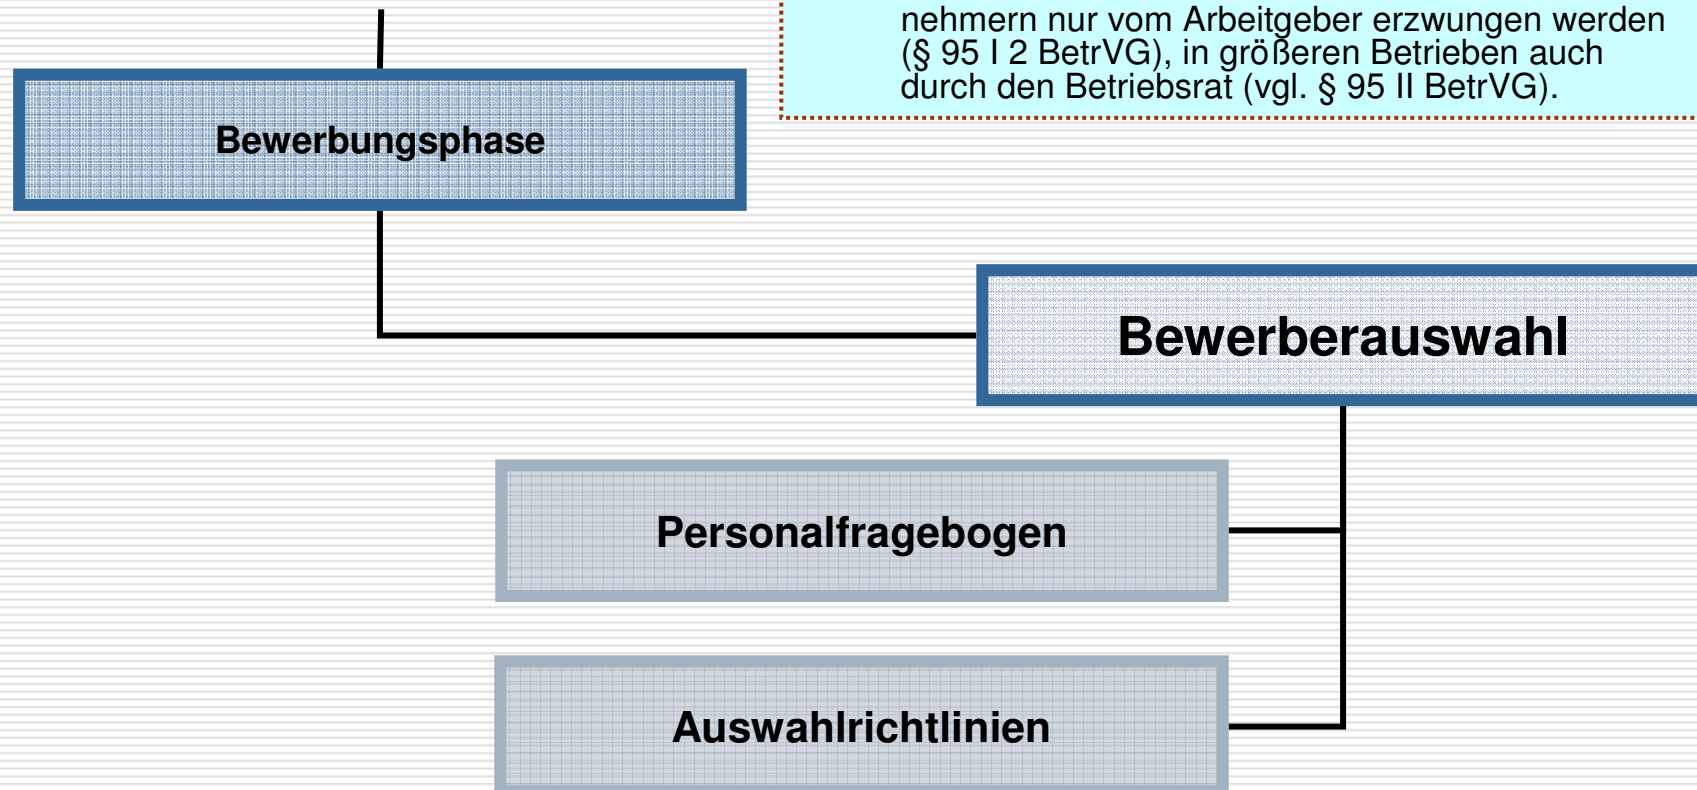 nehmern nur vom Arbeitgeber erzwungen werden
(§ 95 I 2 BetrVG), in größeren Betrieben auch
durch den Betriebsrat (vgl. § 95 II BetrVG).
Bewerbungsphase
Bewerberauswahl
Personalfragebogen
Auswahlrichtlinien